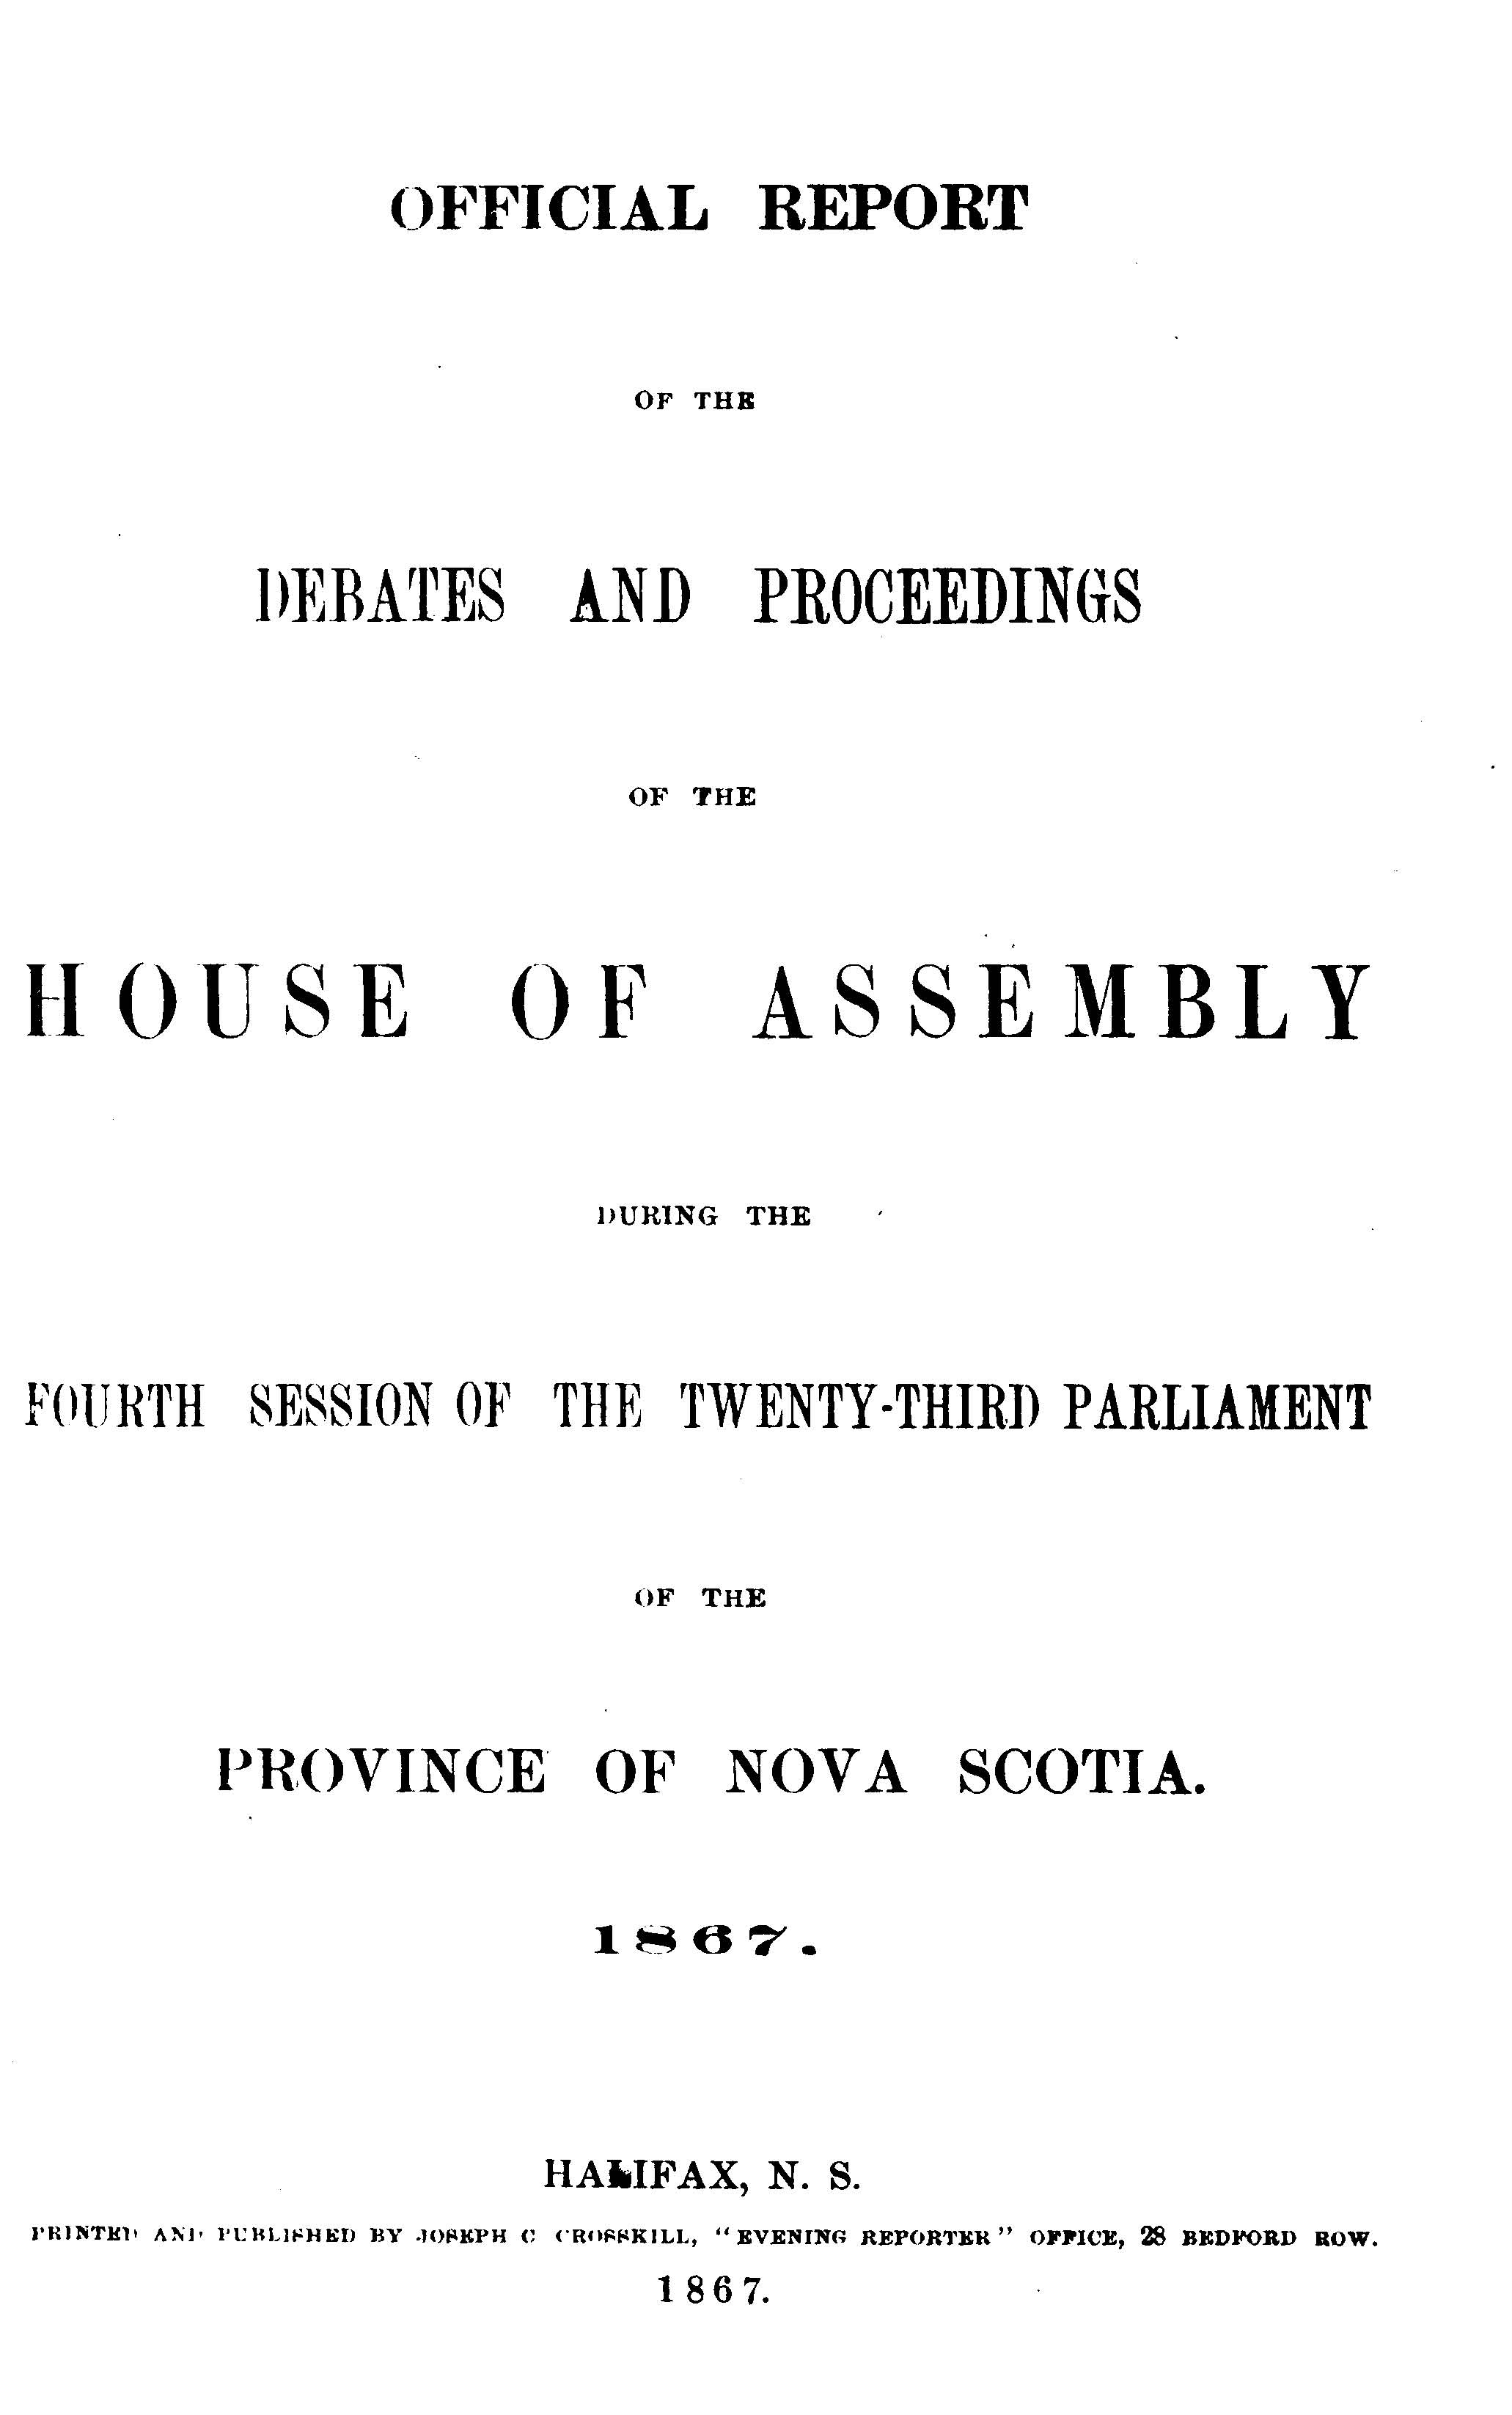 OFFICIAL REPORT
OF THE
DEBATES AND PROCEEDINGS
OF THE
HOUSE OF ASSEMBLY
DURING THE
FOURTH SESSION OF THE TWENTY-THIRD PARLIAMENT
OF THE
PROVINCE OF NOVA SCOTIA.
1867.
HALIFAX, N. S.
PRINTED AND PUBLISHED BY JOSEPH C CROSSKILL, "EVENING REPORTER" OFFICE, 28 BEDFORD ROW.
1867.